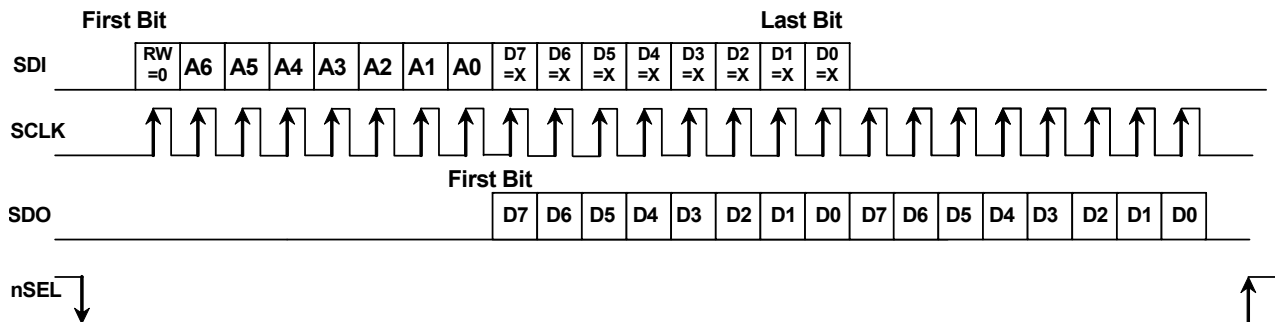 First Bit Last Bit
SDI RW =0 A6 A5 A4 A3 A2 A1 A0 D7 =X D6 =X D5 =X D4 =X D3 =X D2 =X D1 =X D0 =X
SCLK
First Bit
SDO D7 D6 D5 D4 D3 D2 D1 D0 D7 D6 D5 D4 D3 D2 D1 D0
nSEL